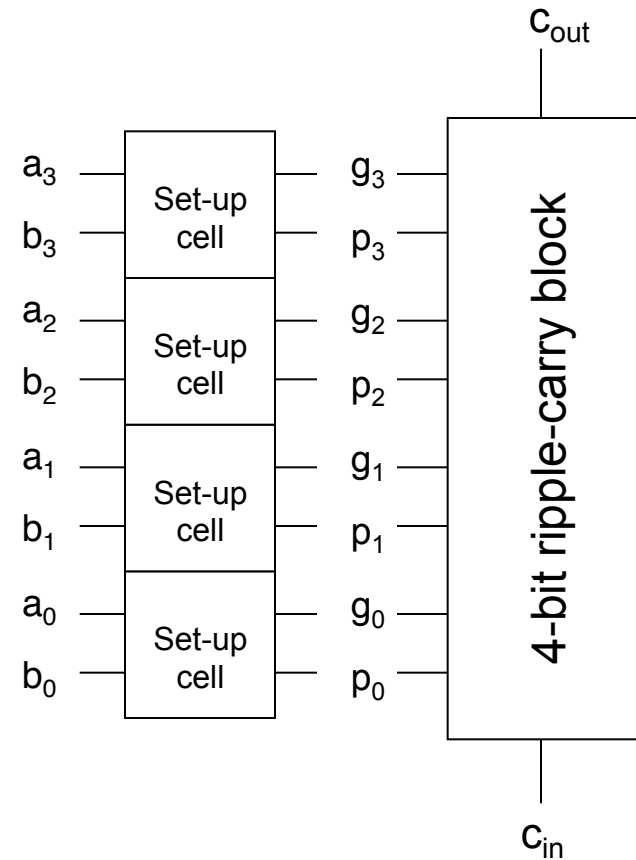 c_out
a_3
b_3
Set-up
cell
g_3
p_3
a_2
b_2
Set-up
cell
g_2
p_2
a_1
b_1
Set-up
cell
g_1
p_1
a_0
b_0
Set-up
cell
g_0
p_0
4-bit ripple-carry block
c_in